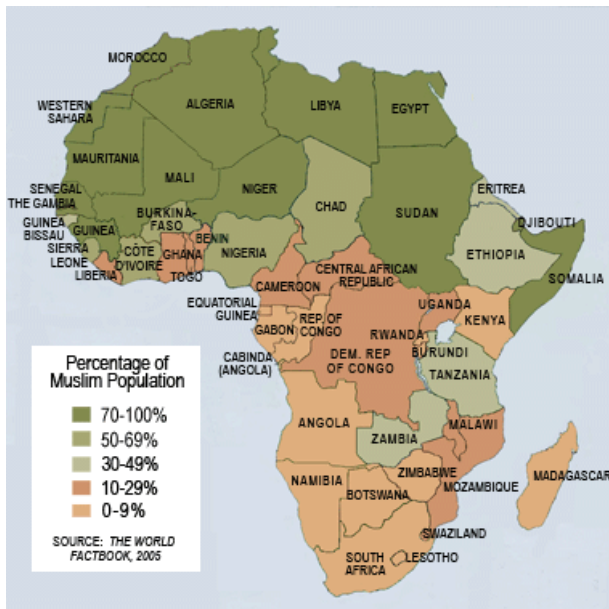 MOROCCO
ALGERIA
LIBYA
EGYPT
WESTERN
SAHARA
MAURITANIA
MALI
NIGER
CHAD
SUDAN
ERITREA
DJIBOUTI
SENEGAL
THE GAMBIA
GUINEA
BISSAU
GUINEA
BURKINA-
FASO
SIERRA
LEONE
LIBERIA
CÔTE
D'IVOIRE
GHANA
TOGO
BENIN
NIGERIA
ETHIOPIA
SOMALIA
CAMEROON
CENTRAL AFRICAN
REPUBLIC
EQUATORIAL
GUINEA
GABON
REP. OF
CONGO
UGANDA
KENYA
RWANDA
BURUNDI
DEM. REP
OF CONGO
CABINDA
(ANGOLA)
TANZANIA
ANGOLA
ZAMBIA
MALAWI
NAMIBIA
BOTSWANA
ZIMBABWE
MOZAMBIQUE
MADAGASCAR
SWAZILAND
LESOTHO
SOUTH
AFRICA
Percentage of
Muslim Population
70-100%
50-69%
30-49%
10-29%
0-9%
SOURCE: THE WORLD
FACTBOOK, 2005